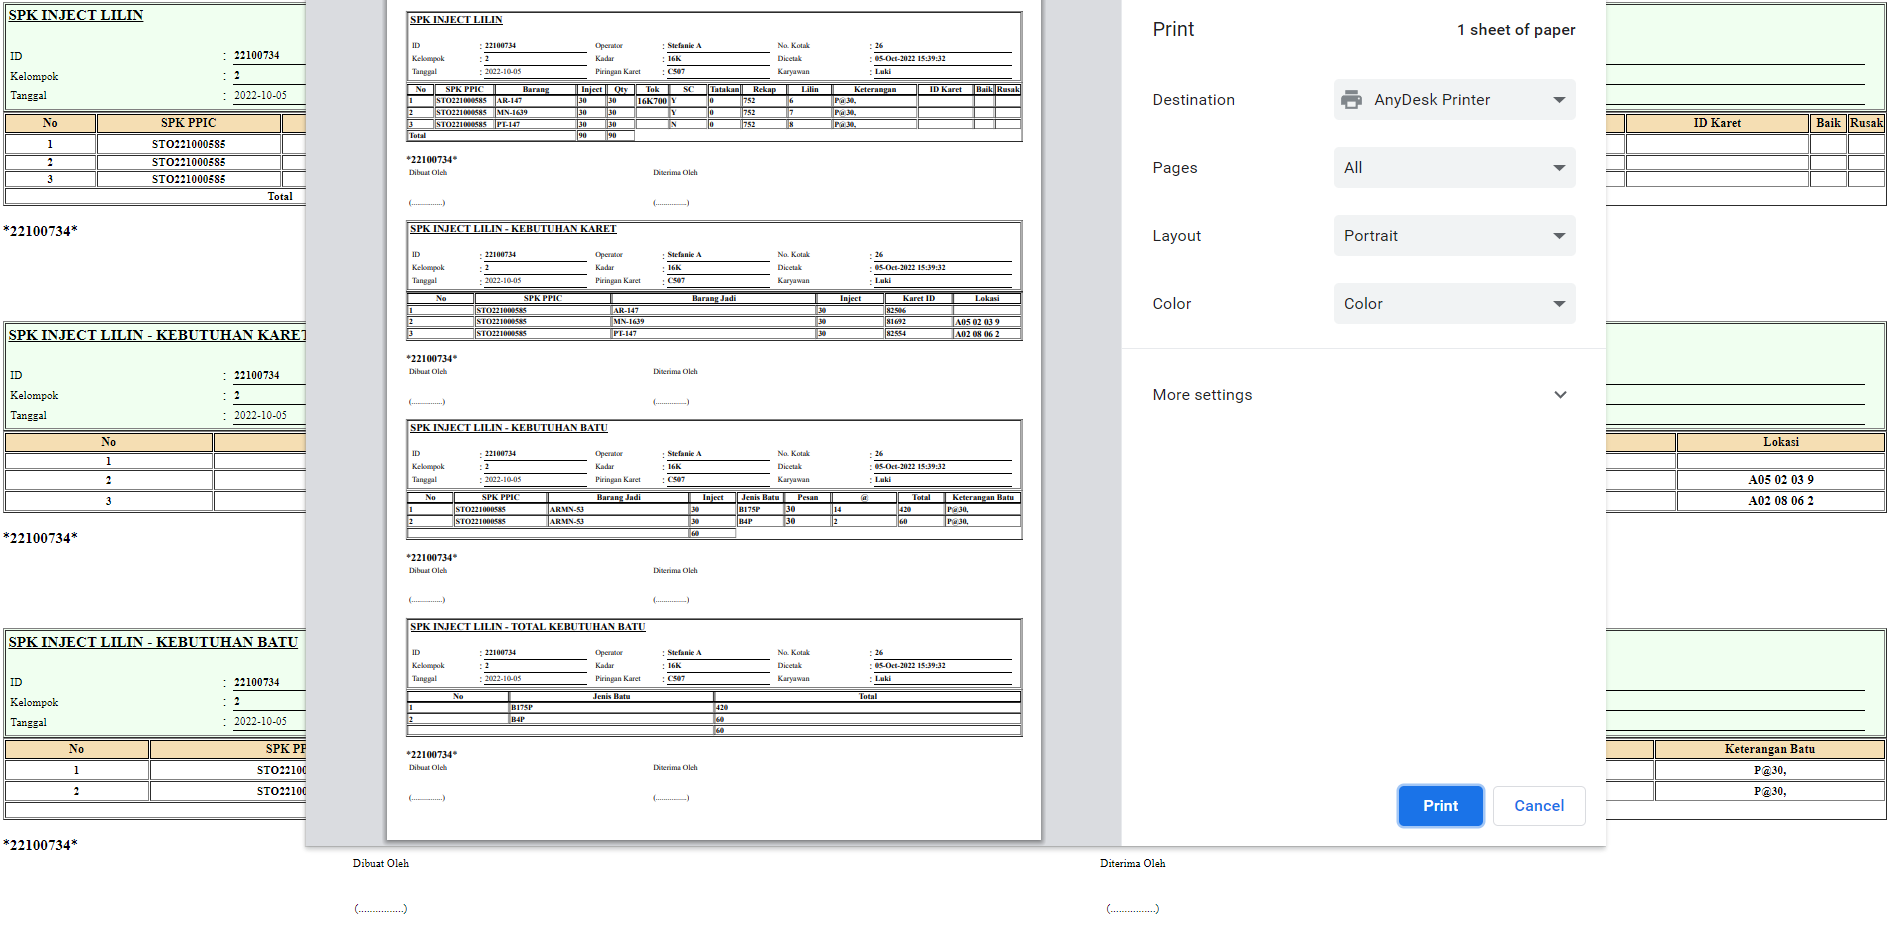 SPK INJECT LILIN
ID : 22100734
Kelompok : 2
Tanggal : 2022-10-05
No SPK PPIC
1 STO221000585
2 STO221000585
3 STO221000585
Total
*22100734*
SPK INJECT LILIN - KEBUTUHAN KARET
ID : 22100734
Kelompok : 2
Tanggal : 2022-10-05
No
1
2
3
*22100734*
SPK INJECT LILIN - KEBUTUHAN BATU
ID : 22100734
Kelompok : 2
Tanggal : 2022-10-05
No SPK PP
1 STO22100
2 STO22100
*22100734*
SPK INJECT LILIN
ID : 22100734 Operator : Stefanie A No. Kotak : 26
Kelompok : 2 Kadar : 16K Dicetak : 05-Oct-2022 15:39:32
Tanggal : 2022-10-05 Piringan Karet : C507 Karyawan : Luki
No SPK PPIC Barang Inject Qty Tok SC Tatakan Rekap Lilin Keterangan ID Karet Baik Rusak
1 STO221000585 AR-147 30 30 16K700 Y 0 752 6 P@30,
2 STO221000585 MN-1639 30 30 Y 0 752 7 P@30,
3 STO221000585 PT-147 30 30 N 0 752 8 P@30,
Total 90 90
*22100734*
Dibuat Oleh Diterima Oleh
(................) (................)
SPK INJECT LILIN - KEBUTUHAN KARET
ID : 22100734 Operator : Stefanie A No. Kotak : 26
Kelompok : 2 Kadar : 16K Dicetak : 05-Oct-2022 15:39:32
Tanggal : 2022-10-05 Piringan Karet : C507 Karyawan : Luki
No SPK PPIC Barang Jadi Inject Karet ID Lokasi
1 STO221000585 AR-147 30 82506
2 STO221000585 MN-1639 30 81692 A05 02 03 9
3 STO221000585 PT-147 30 82554 A02 08 06 2
*22100734*
Dibuat Oleh Diterima Oleh
(................) (................)
SPK INJECT LILIN - KEBUTUHAN BATU
ID : 22100734 Operator : Stefanie A No. Kotak : 26
Kelompok : 2 Kadar : 16K Dicetak : 05-Oct-2022 15:39:32
Tanggal : 2022-10-05 Piringan Karet : C507 Karyawan : Luki
No SPK PPIC Barang Jadi Inject Jenis Batu Pesan @ Total Keterangan Batu
1 STO221000585 ARMN-53 30 B175P 30 14 420 P@30,
2 STO221000585 ARMN-53 30 B4P 30 2 60 P@30,
60
*22100734*
Dibuat Oleh Diterima Oleh
(................) (................)
SPK INJECT LILIN - TOTAL KEBUTUHAN BATU
ID : 22100734 Operator : Stefanie A No. Kotak : 26
Kelompok : 2 Kadar : 16K Dicetak : 05-Oct-2022 15:39:32
Tanggal : 2022-10-05 Piringan Karet : C507 Karyawan : Luki
No Jenis Batu Total
1 B175P 420
2 B4P 60
60
*22100734*
Dibuat Oleh Diterima Oleh
(................) (................)
Print 1 sheet of paper
Destination AnyDesk Printer
Pages All
Layout Portrait
Color Color
More settings
Print Cancel
ID Karet Baik Rusak
Lokasi
A05 02 03 9
A02 08 06 2
Keterangan Batu
P@30,
P@30,
Dibuat Oleh Diterima Oleh
(................) (................)